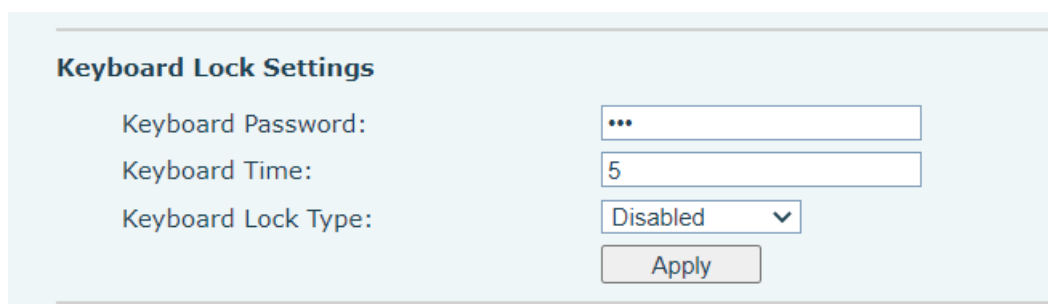 Keyboard Lock Settings
Keyboard Password: •••
Keyboard Time: 5
Keyboard Lock Type: Disabled
Apply